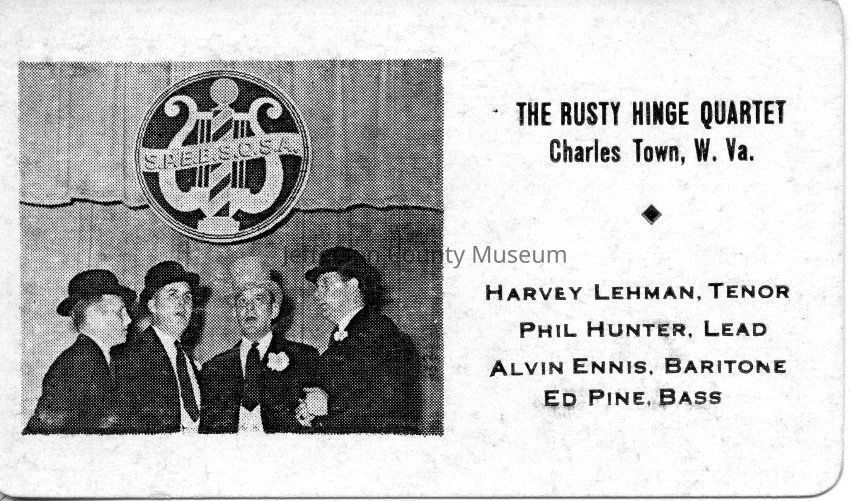 S.P.E.B.S.Q.S.A.
THE RUSTY HINGE QUARTET
Charles Town, W. Va.
Jefferson County Museum
HARVEY LEHMAN, TENOR
PHIL HUNTER, LEAD
ALVIN ENNIS, BARITONE
ED PINE, BASS